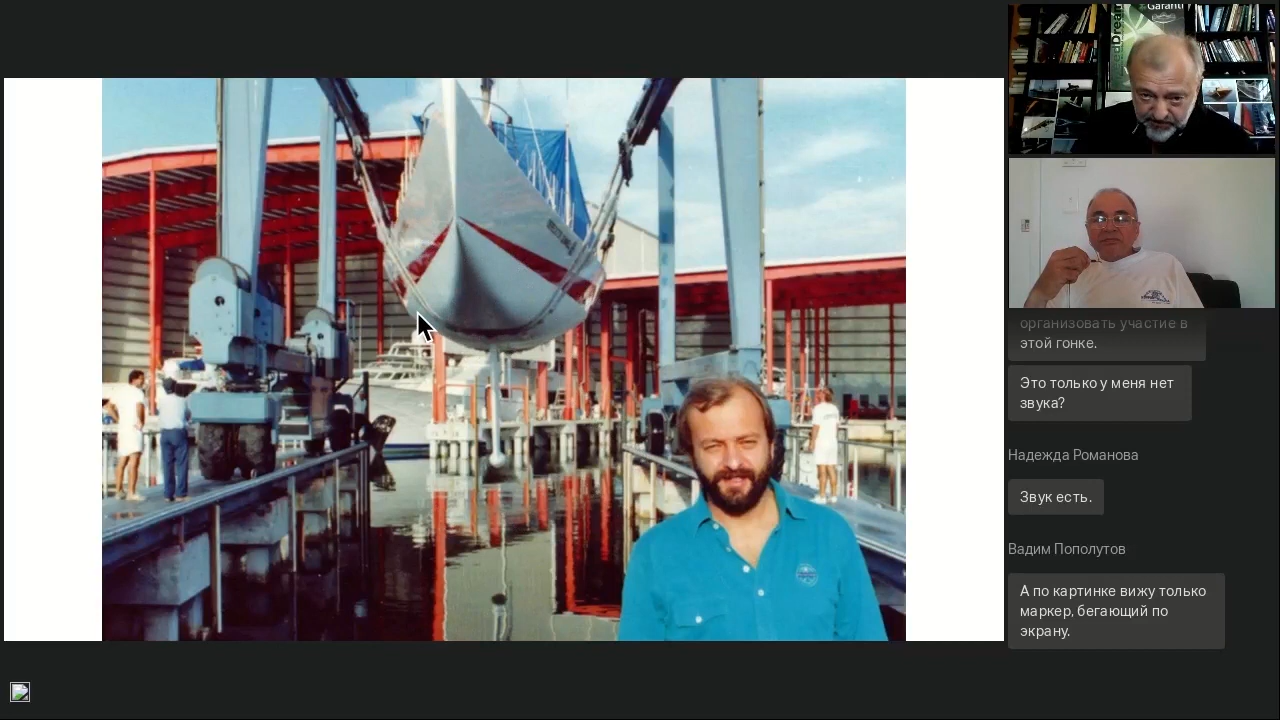 Garanti
организовать участие в
этой гонке.
Это только у меня нет
звука?
Надежда Романова
Звук есть.
Вадим Пополутов
А по картинке вижу только
маркер, бегающий по
экрану.